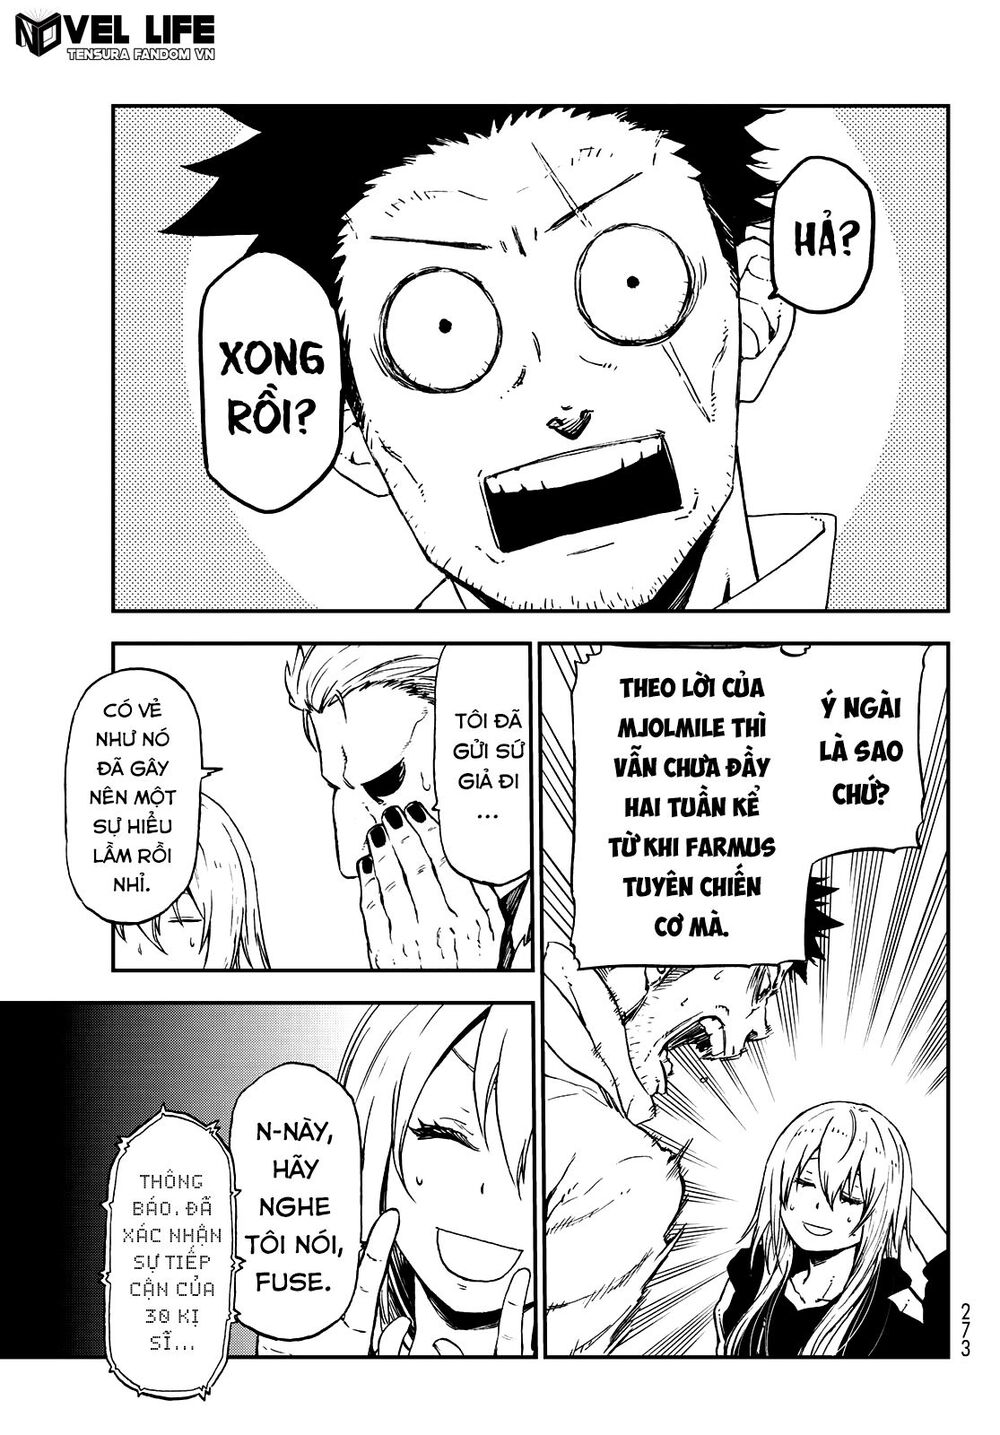 NOVEL LIFE
TENSURA FANDOM VN
HẢ?
XONG
RỒI?
Ý NGÀI
LÀ SAO
CHỨ?
THEO LỜI CỦA
MJOLMILE THÌ
VẪN CHƯA ĐẦY
HAI TUẦN KỂ
TỪ KHI FARMUS
TUYÊN CHIẾN
CƠ MÀ.
TÔI ĐÃ
GỬI SỨ
GIẢ ĐI
...
CÓ VẺ
NHƯ NÓ
ĐÃ GÂY
NÊN MỘT
SỰ HIỂU
LẦM RỒI
NHỈ.
N-NÀY,
HÃY
NGHE
TÔI NÓI,
FUSE.
THÔNG
BÁO. ĐÃ
XÁC NHẬN
SỰ TIẾP
CẬN CỦA
30 KỊ
SĨ...
273